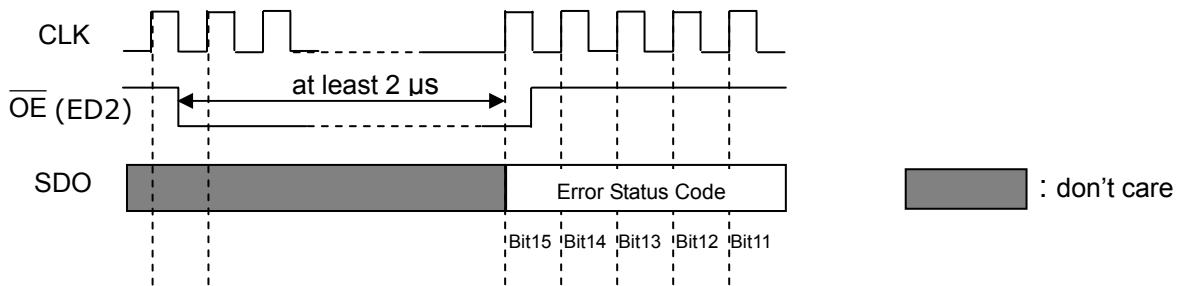 CLK
at least 2 µs
OE (ED2)
SDO
Error Status Code
: don't care
Bit15 Bit14 Bit13 Bit12 Bit11